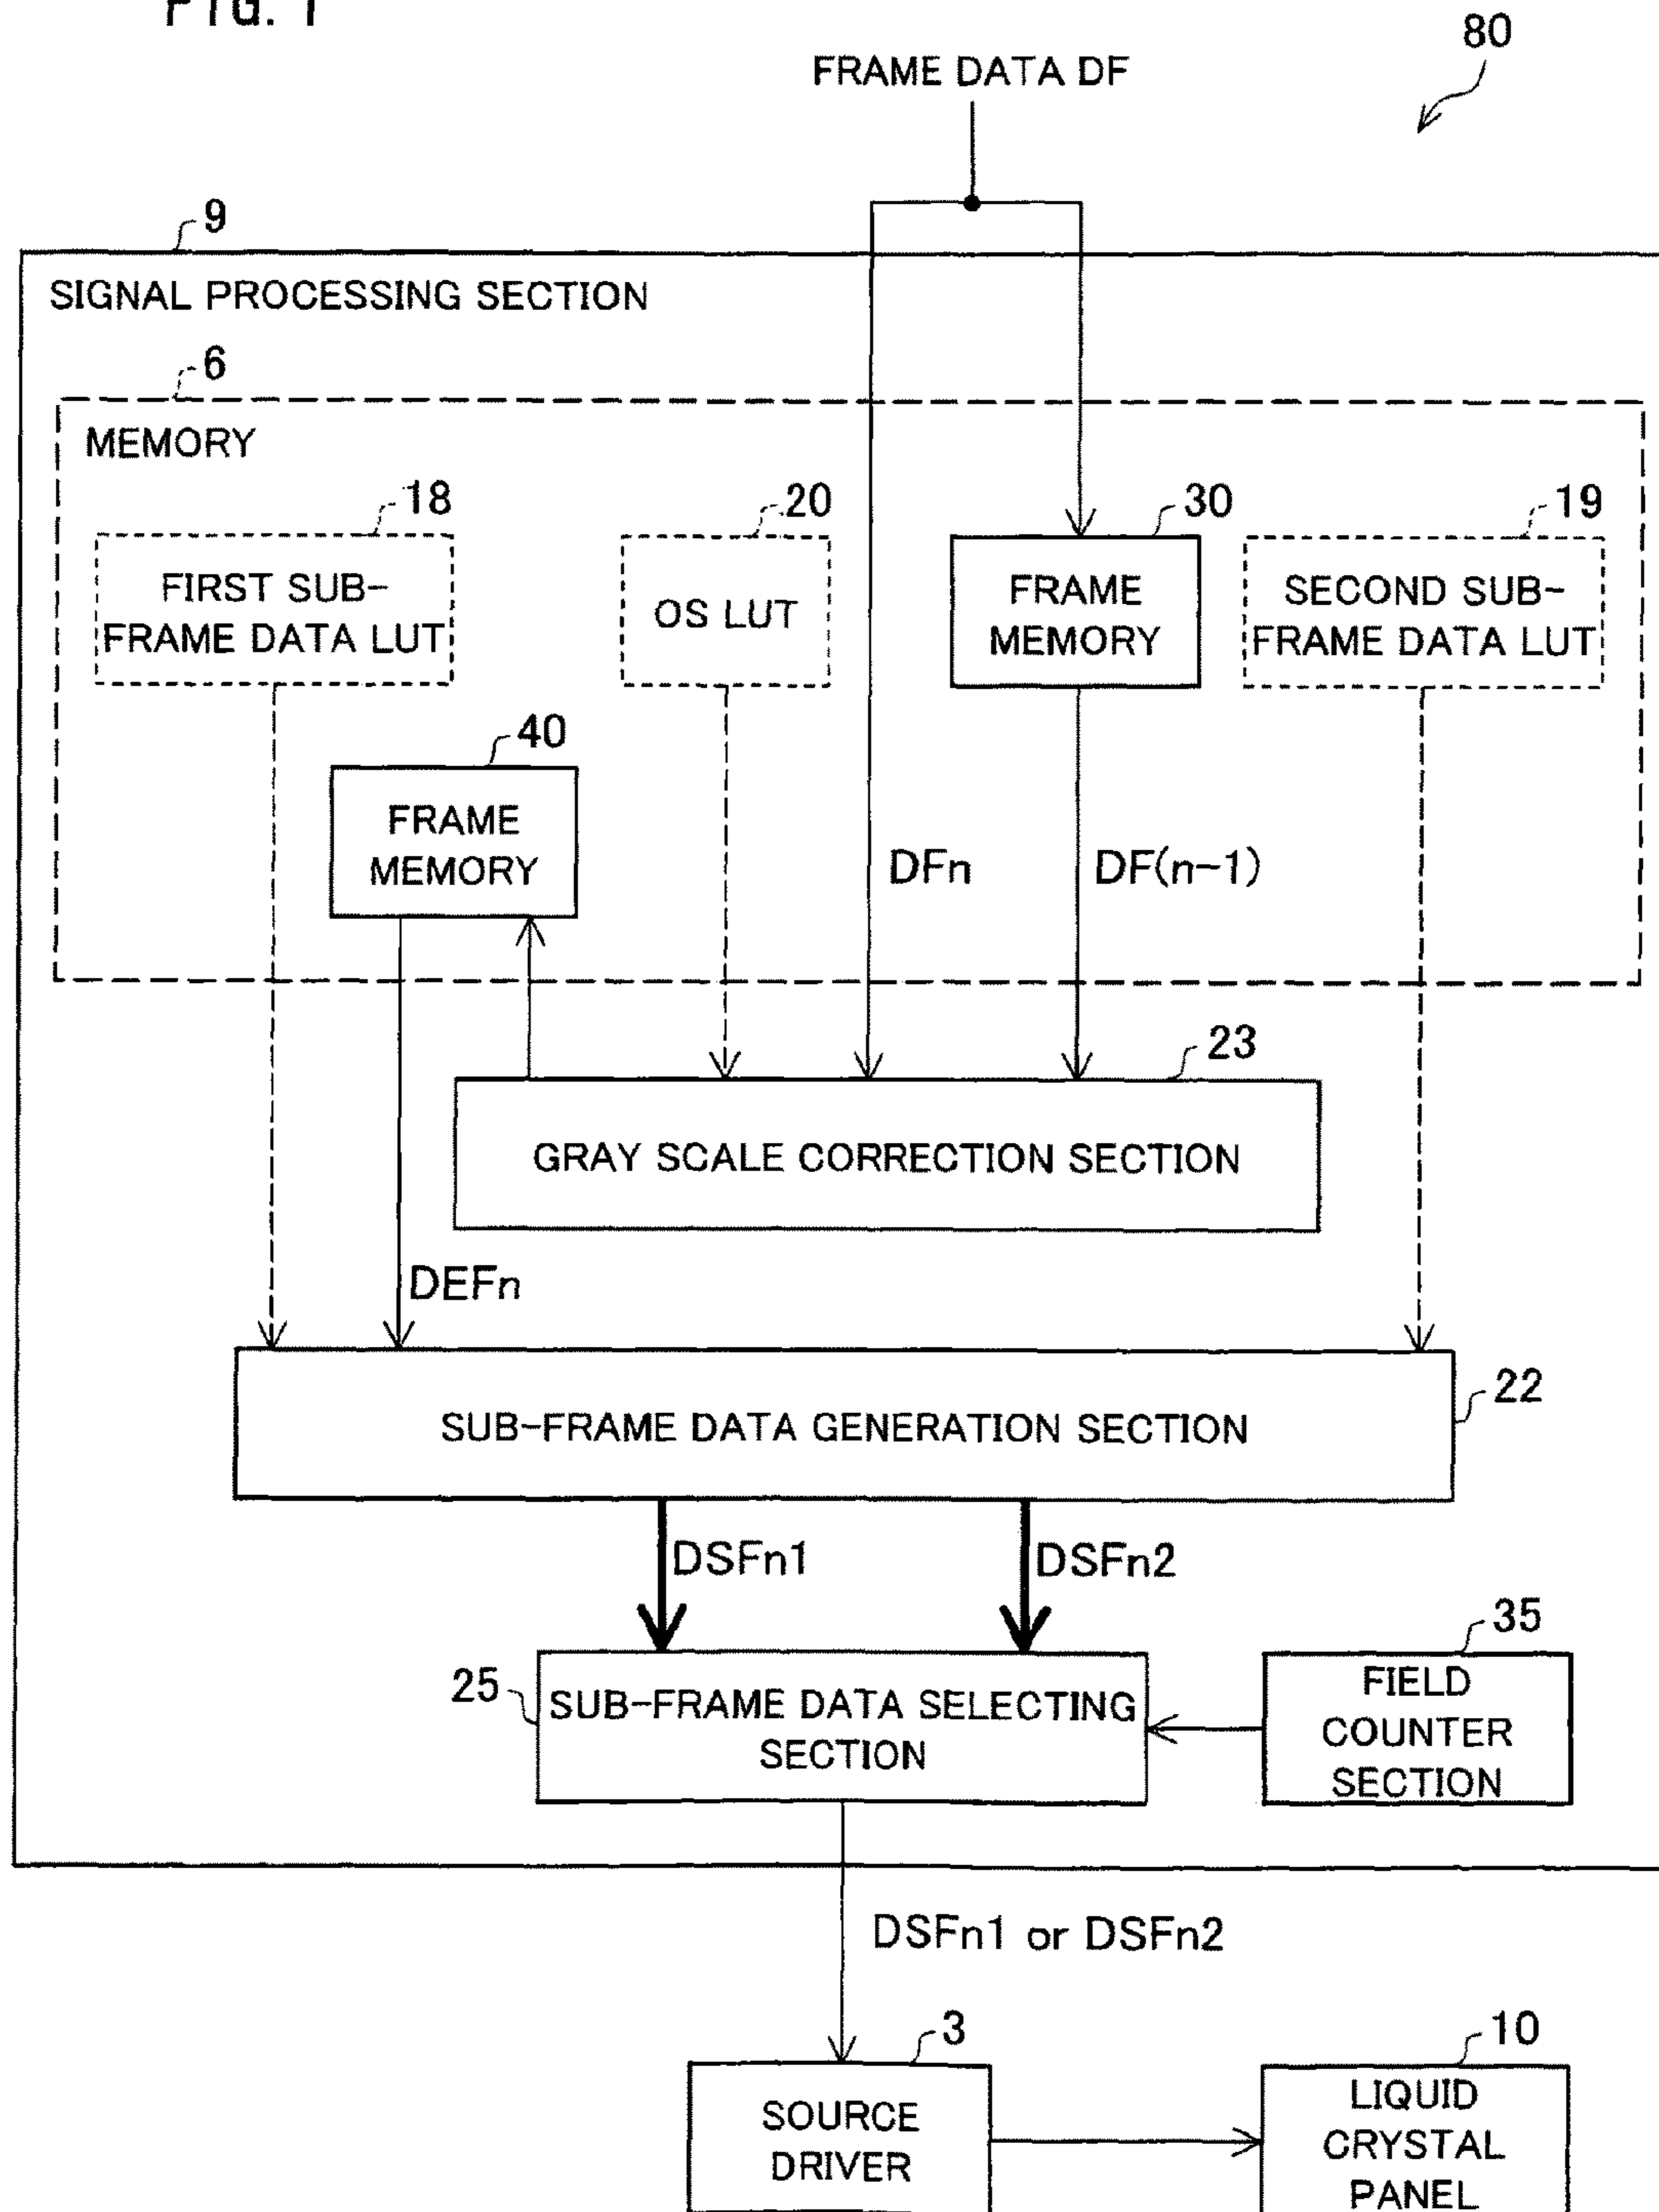 FIG. 1
80
FRAME DATA DF
9
SIGNAL PROCESSING SECTION
6
MEMORY
18
20
30
19
FIRST SUB-
FRAME DATA LUT
OS LUT
FRAME
MEMORY
SECOND SUB-
FRAME DATA LUT
40
FRAME
MEMORY
DFn
DF(n-1)
23
GRAY SCALE CORRECTION SECTION
DEFn
22
SUB-FRAME DATA GENERATION SECTION
DSFn1
DSFn2
25
SUB-FRAME DATA SELECTING
SECTION
35
FIELD
COUNTER
SECTION
DSFn1 or DSFn2
3
SOURCE
DRIVER
10
LIQUID
CRYSTAL
PANEL